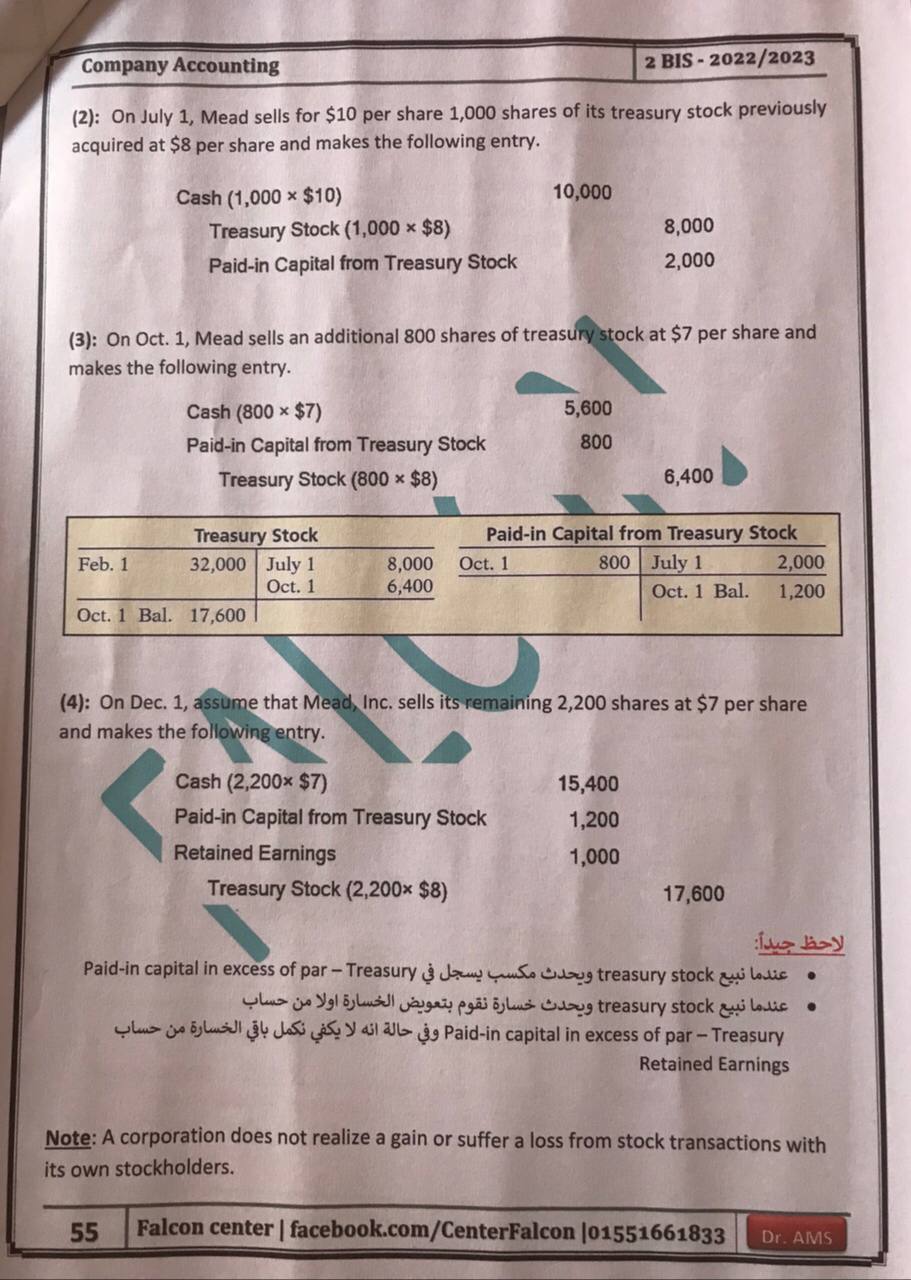 Company Accounting
2 BIS - 2022/2023
(2): On July 1, Mead sells for $10 per share 1,000 shares of its treasury stock previously
acquired at $8 per share and makes the following entry.
Cash (1,000 × $10) 10,000
Treasury Stock (1,000 × $8) 8,000
Paid-in Capital from Treasury Stock 2,000
(3): On Oct. 1, Mead sells an additional 800 shares of treasury stock at $7 per share and
makes the following entry.
Cash (800 × $7) 5,600
Paid-in Capital from Treasury Stock 800
Treasury Stock (800 × $8) 6,400
Treasury Stock
Feb. 1 32,000 July 1 8,000
Oct. 1 6,400
Oct. 1 Bal. 17,600
Paid-in Capital from Treasury Stock
Oct. 1 800 July 1 2,000
Oct. 1 Bal. 1,200
(4): On Dec. 1, assume that Mead, Inc. sells its remaining 2,200 shares at $7 per share
and makes the following entry.
Cash (2,200× $7) 15,400
Paid-in Capital from Treasury Stock 1,200
Retained Earnings 1,000
Treasury Stock (2,200× $8) 17,600
لاحظ جيداً:
• عندما نبيع treasury stock ويحدث مكسب يسجل في Paid-in capital in excess of par – Treasury
• عندما نبيع treasury stock ويحدث خسارة نقوم بتعويض الخسارة اولا من حساب
Paid-in capital in excess of par – Treasury وفي حالة انه لا يكفي نكمل باقي الخسارة من حساب
Retained Earnings
Note: A corporation does not realize a gain or suffer a loss from stock transactions with
its own stockholders.
55 Falcon center | facebook.com/CenterFalcon |01551661833 Dr. AMS